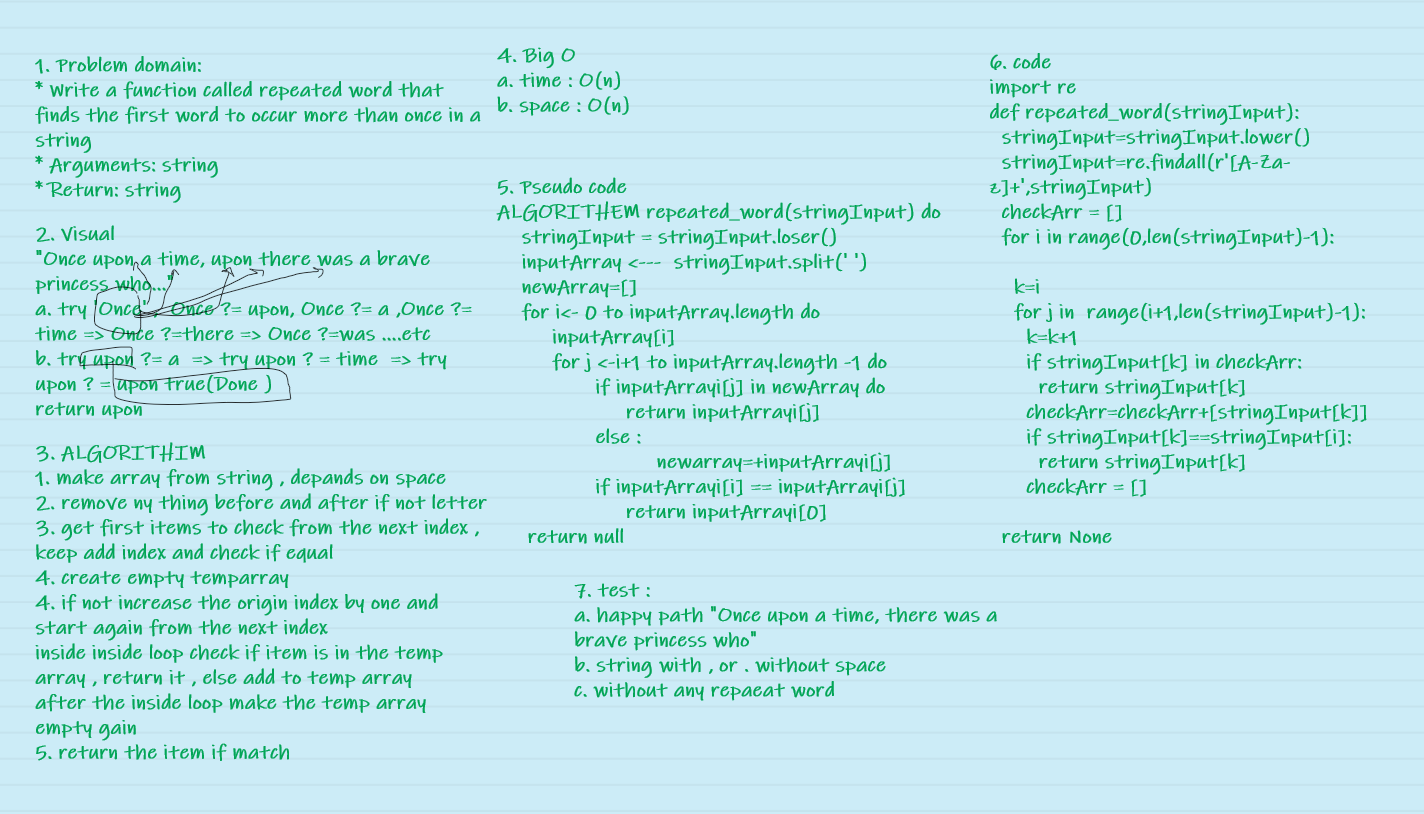 1. Problem domain:
* Write a function called repeated word that
finds the first word to occur more than once in a
string
* Arguments: string
* Return: string
2. Visual
"Once upon a time, upon there was a brave
princess who..."
a. try 'Once' , Once ?= upon, Once ?= a ,Once ?=
time => Once ?=there => Once ?=was ....etc
b. try upon ?= a => try upon ? = time => try
upon ? = upon true(Done )
return upon
3. ALGORITHIM
1. make array from string , depands on space
2. remove ny thing before and after if not letter
3. get first items to check from the next index ,
keep add index and check if equal
4. create empty temparray
4. if not increase the origin index by one and
start again from the next index
inside inside loop check if item is in the temp
array , return it , else add to temp array
after the inside loop make the temp array
empty gain
5. return the item if match
4. Big O
a. time : O(n)
b. space : O(n)
5. Pseudo code
ALGORITHEM repeated_word(stringInput) do
stringInput = stringInput.loser()
inputArray <--- stringInput.split(' ')
newArray=[]
for i<- 0 to inputArray.length do
inputArray[i]
for j <-i+1 to inputArray.length -1 do
if inputArrayi[j] in newArray do
return inputArrayi[j]
else :
newarray=+inputArrayi[j]
if inputArrayi[i] == inputArrayi[j]
return inputArrayi[0]
return null
6. code
import re
def repeated_word(stringInput):
stringInput=stringInput.lower()
stringInput=re.findall(r'[A-Za-
z]+',stringInput)
checkArr = []
for i in range(0,len(stringInput)-1):
k=i
for j in range(i+1,len(stringInput)-1):
k=k+1
if stringInput[k] in checkArr:
return stringInput[k]
checkArr=checkArr+[stringInput[k]]
if stringInput[k]==stringInput[i]:
return stringInput[k]
checkArr = []
return None
7. test :
a. happy path "Once upon a time, there was a
brave princess who"
b. string with , or . without space
c. without any repaeat word